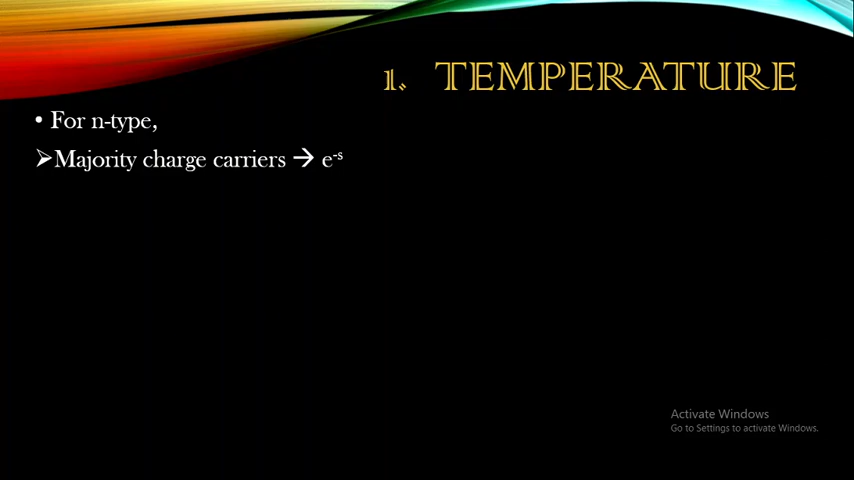 1. TEMPERATURE
• For n-type,
➢Majority charge carriers → e-s
Activate Windows
Go to Settings to activate Windows.